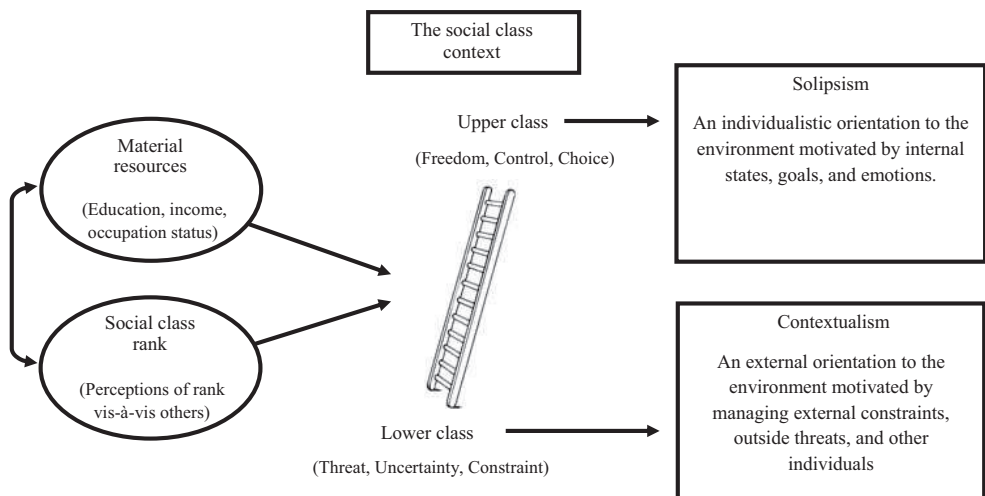 The social class
context
Material
resources
(Education, income,
occupation status)
Social class
rank
(Perceptions of rank
vis-à-vis others)
Upper class
(Freedom, Control, Choice)
Lower class
(Threat, Uncertainty, Constraint)
Solipsism
An individualistic orientation to the
environment motivated by internal
states, goals, and emotions.
Contextualism
An external orientation to the
environment motivated by
managing external constraints,
outside threats, and other
individuals